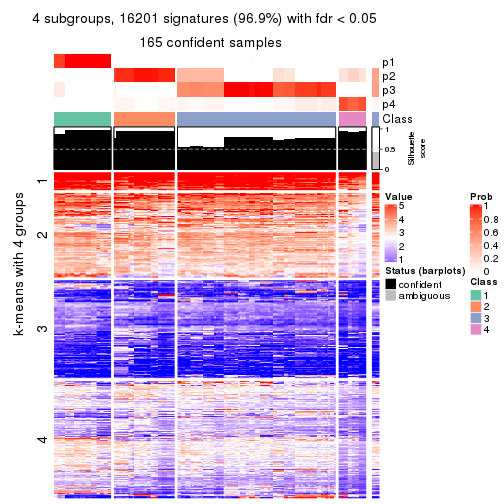 4 subgroups, 16201 signatures (96.9%) with fdr < 0.05
165 confident samples
p1
p2
p3
p4
Class
1
0.5
0
Silhouette
score
k-means with 4 groups
1
2
3
4
Value
5
4
3
2
1
Status (barplots)
confident
ambiguous
Prob
1
0.8
0.6
0.4
0.2
0
Class
1
2
3
4